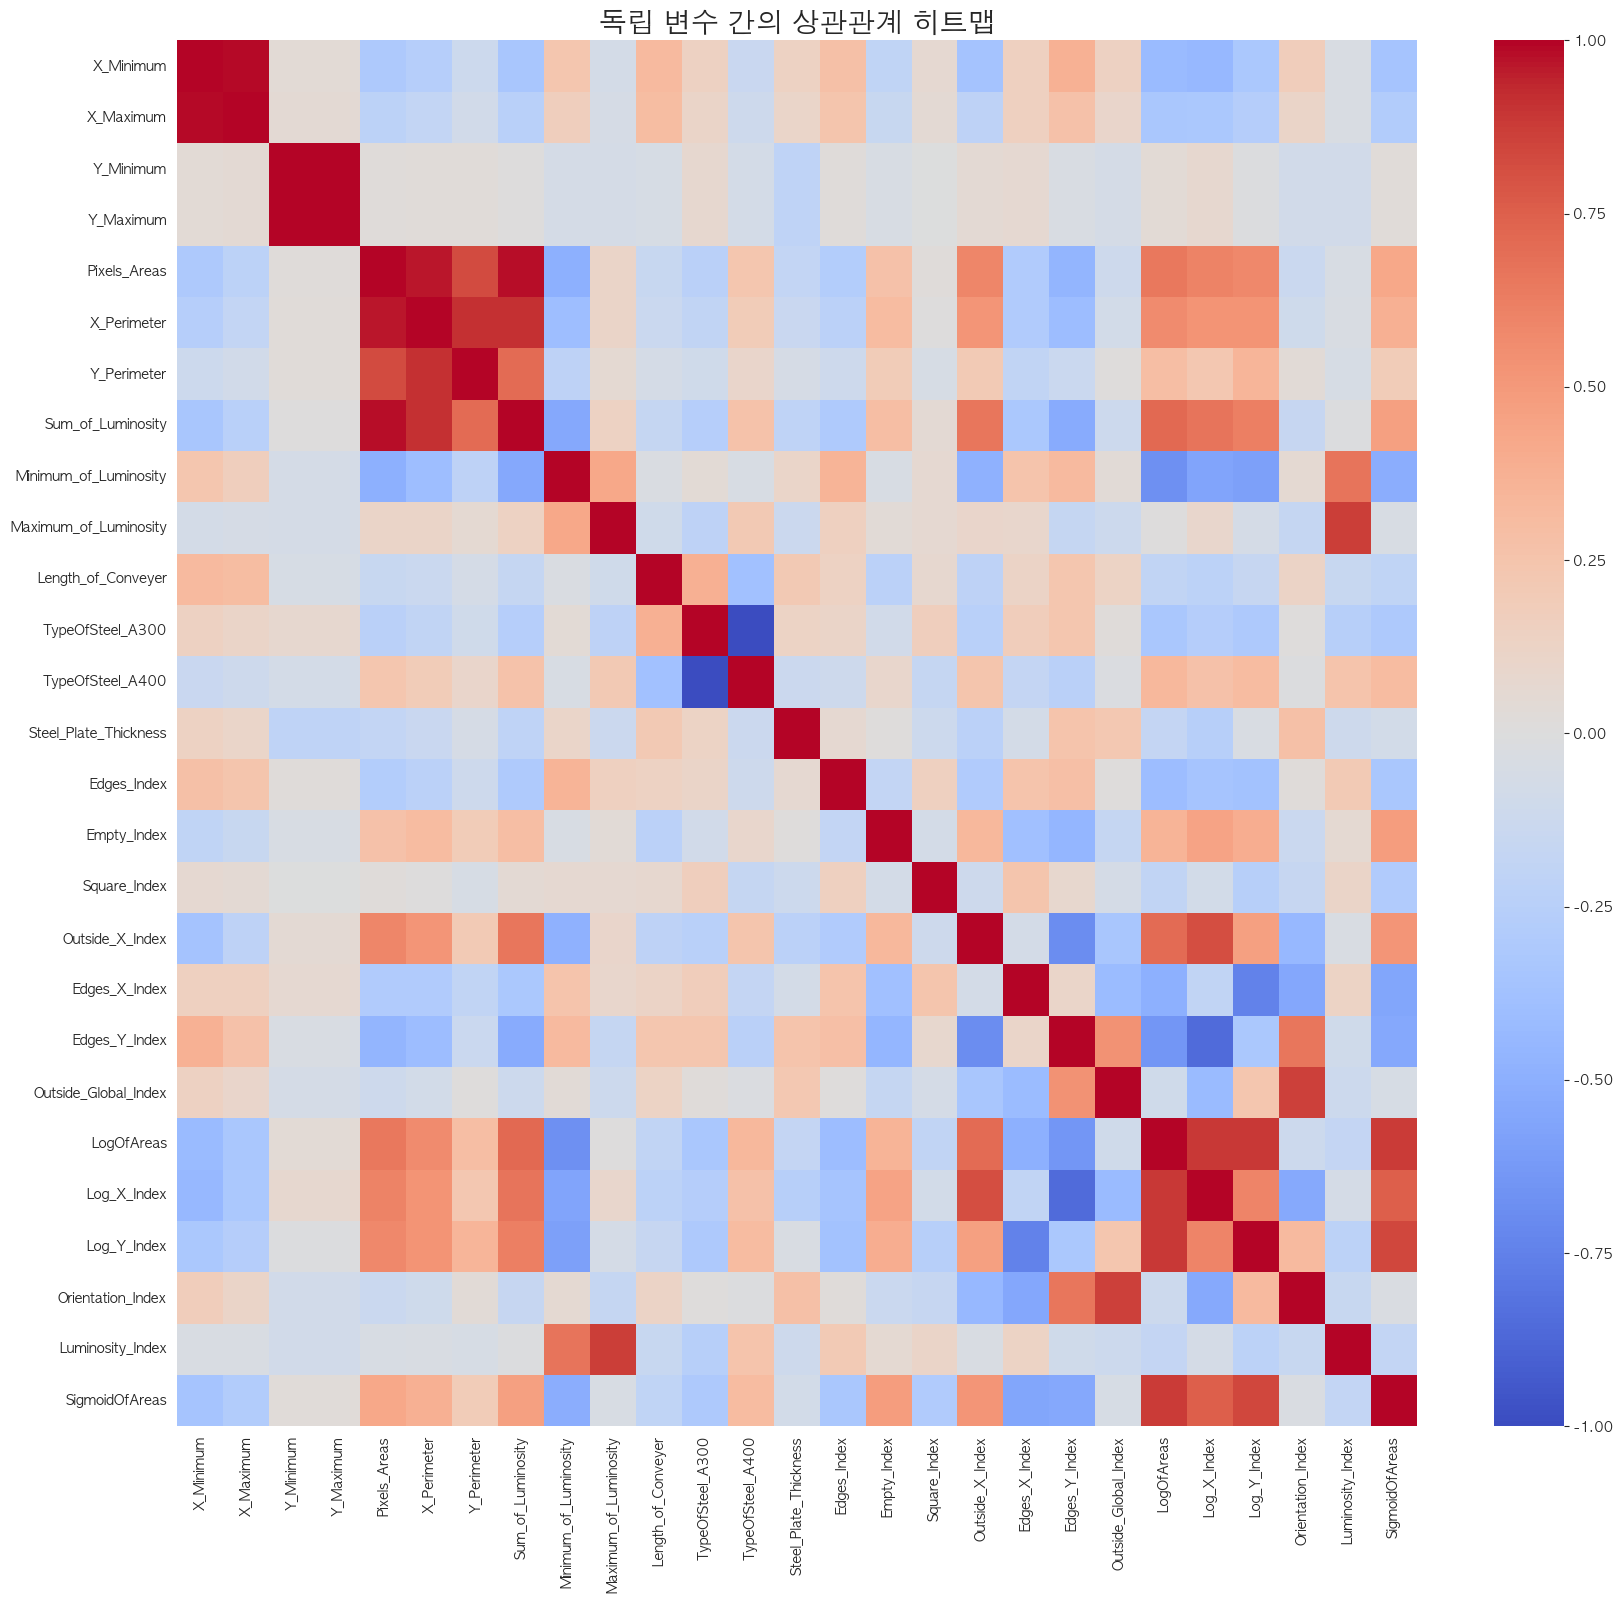 독립 변수 간의 상관관계 히트맵
X_Minimum
X_Maximum
Y_Minimum
Y_Maximum
Pixels_Areas
X_Perimeter
Y_Perimeter
Sum_of_Luminosity
Minimum_of_Luminosity
Maximum_of_Luminosity
Length_of_Conveyer
TypeOfSteel_A300
TypeOfSteel_A400
Steel_Plate_Thickness
Edges_Index
Empty_Index
Square_Index
Outside_X_Index
Edges_X_Index
Edges_Y_Index
Outside_Global_Index
LogOfAreas
Log_X_Index
Log_Y_Index
Orientation_Index
Luminosity_Index
SigmoidOfAreas
X_Minimum
X_Maximum
Y_Minimum
Y_Maximum
Pixels_Areas
X_Perimeter
Y_Perimeter
Sum_of_Luminosity
Minimum_of_Luminosity
Maximum_of_Luminosity
Length_of_Conveyer
TypeOfSteel_A300
TypeOfSteel_A400
Steel_Plate_Thickness
Edges_Index
Empty_Index
Square_Index
Outside_X_Index
Edges_X_Index
Edges_Y_Index
Outside_Global_Index
LogOfAreas
Log_X_Index
Log_Y_Index
Orientation_Index
Luminosity_Index
SigmoidOfAreas
1.00
0.75
0.50
0.25
0.00
-0.25
-0.50
-0.75
-1.00